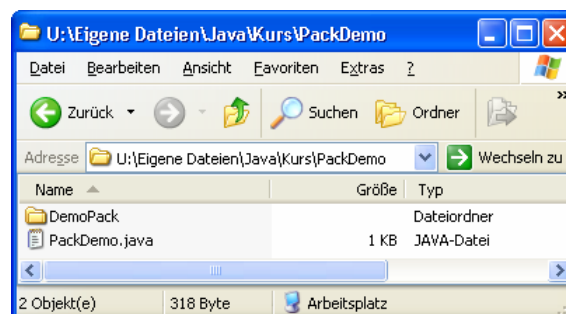 U:\Eigene Dateien\Java\Kurs\PackDemo
Datei Bearbeiten Ansicht Favoriten Extras ?
Zurück Suchen Ordner »
Adresse U:\Eigene Dateien\Java\Kurs\PackDemo Wechseln zu
Name Größe Typ
DemoPack Dateiordner
PackDemo.java 1 KB JAVA-Datei
2 Objekt(e) 318 Byte Arbeitsplatz